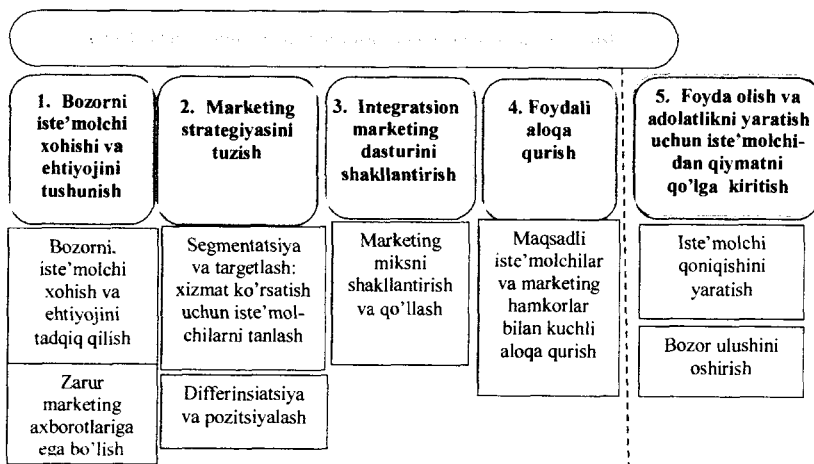 1. Bozorni
iste'molchi
xohishi va
ehtiyojini
tushunish
2. Marketing
strategiyasini
tuzish
3. Integratsion
marketing
dasturini
shakllantirish
4. Foydali
aloqa
qurish
5. Foyda olish va
adolatlikni yaratish
uchun iste'molchi-
dan qiymatni
qo'lga kiritish
Bozorni,
iste'molchi
xohish va
ehtiyojini
tadqiq qilish
Zarur
marketing
axborotlariga
ega bo'lish
Segmentatsiya
va targetlash:
xizmat ko'rsatish
uchun iste'mol-
chilarni tanlash
Differinsiatsiya
va pozitsiyalash
Marketing
miksni
shakllantirish
va qo'llash
Maqsadli
iste'molchilar
va marketing
hamkorlar
bilan kuchli
aloqa qurish
Iste'molchi
qoniqishini
yaratish
Bozor ulushini
oshirish